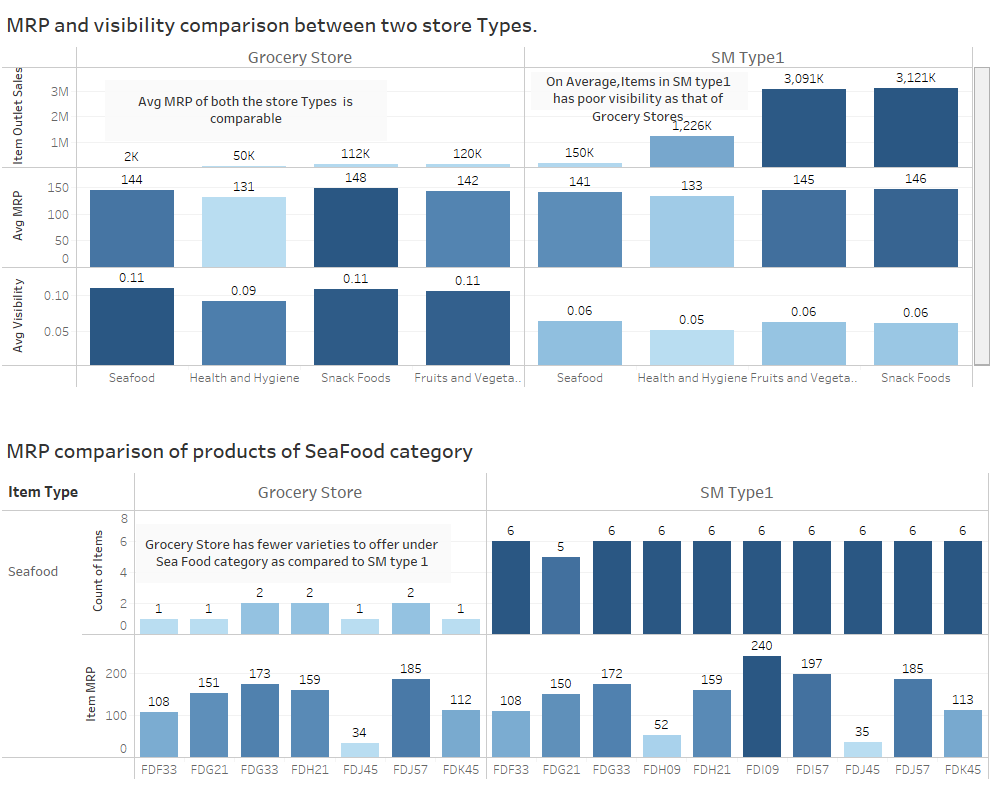 MRP and visibility comparison between two store Types.
Grocery Store SM Type1
Item Outlet Sales
3M
2M
1M
Avg MRP of both the store Types is
comparable
On Average,Items in SM type1
has poor visibility as that of
Grocery Stores
2K 50K 112K 120K 150K 1,226K 3,091K 3,121K
Avg MRP
150
100
50
0
144 131 148 142 141 133 145 146
Avg Visibility
0.10
0.05
0.11 0.09 0.11 0.11 0.06 0.05 0.06 0.06
Seafood Health and Hygiene Snack Foods Fruits and Vegeta.. Seafood Health and Hygiene Fruits and Vegeta.. Snack Foods
MRP comparison of products of SeaFood category
Item Type Grocery Store SM Type1
Seafood
Count of Items
8
6
4
2
0
Grocery Store has fewer varieties to offer under
Sea Food category as compared to SM type 1
1 1 2 2 1 2 1 6 5 6 6 6 6 6 6 6 6
Item MRP
200
100
0
108 151 173 159 34 185 112 108 150 172 52 159 240 197 35 185 113
FDF33 FDG21 FDG33 FDH21 FDJ45 FDJ57 FDK45 FDF33 FDG21 FDG33 FDH09 FDH21 FDI09 FDI57 FDJ45 FDJ57 FDK45